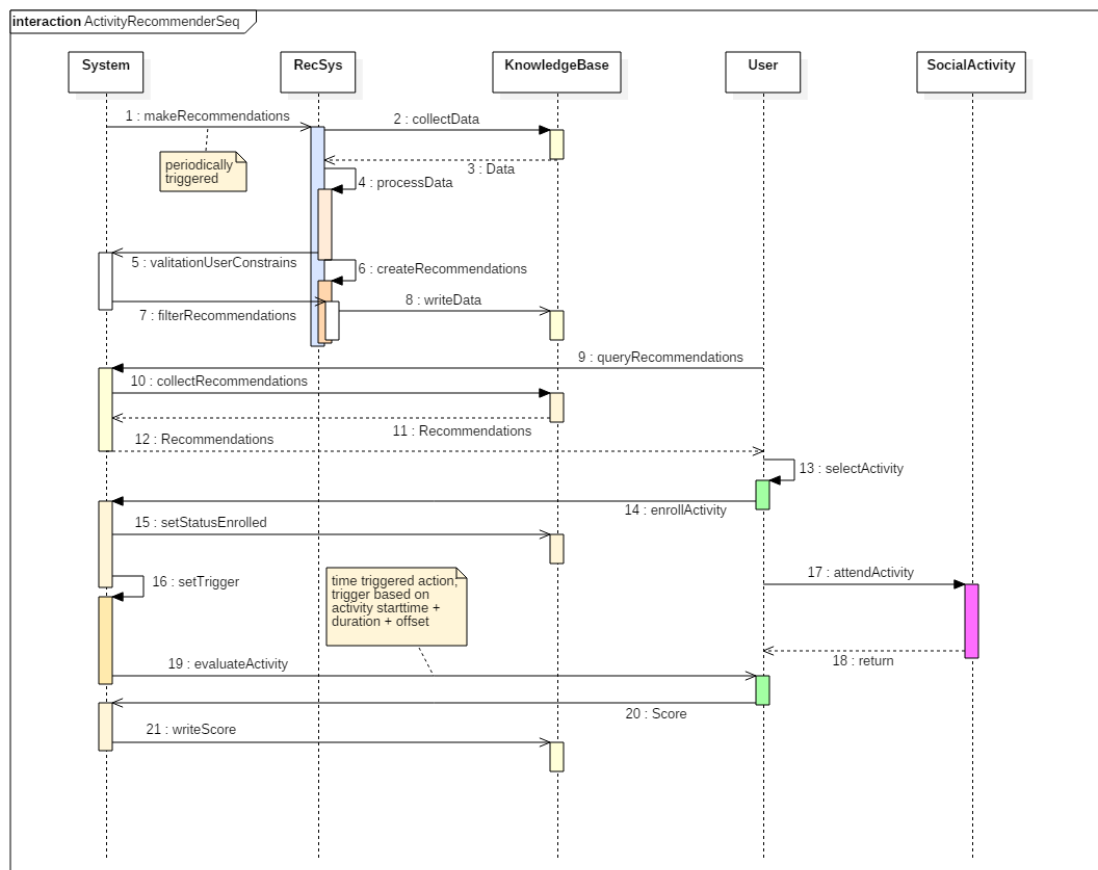 interaction ActivityRecommenderSeq
System
RecSys
KnowledgeBase
User
SocialActivity
1 : makeRecommendations
2 : collectData
periodically
triggered
3 : Data
4 : processData
5 : valitationUserConstrains
6 : createRecommendations
7 : filterRecommendations
8 : writeData
9 : queryRecommendations
10 : collectRecommendations
11 : Recommendations
12 : Recommendations
13 : selectActivity
14 : enrollActivity
15 : setStatusEnrolled
16 : setTrigger
time triggered action,
trigger based on
activity starttime +
duration + offset
17 : attendActivity
18 : return
19 : evaluateActivity
20 : Score
21 : writeScore